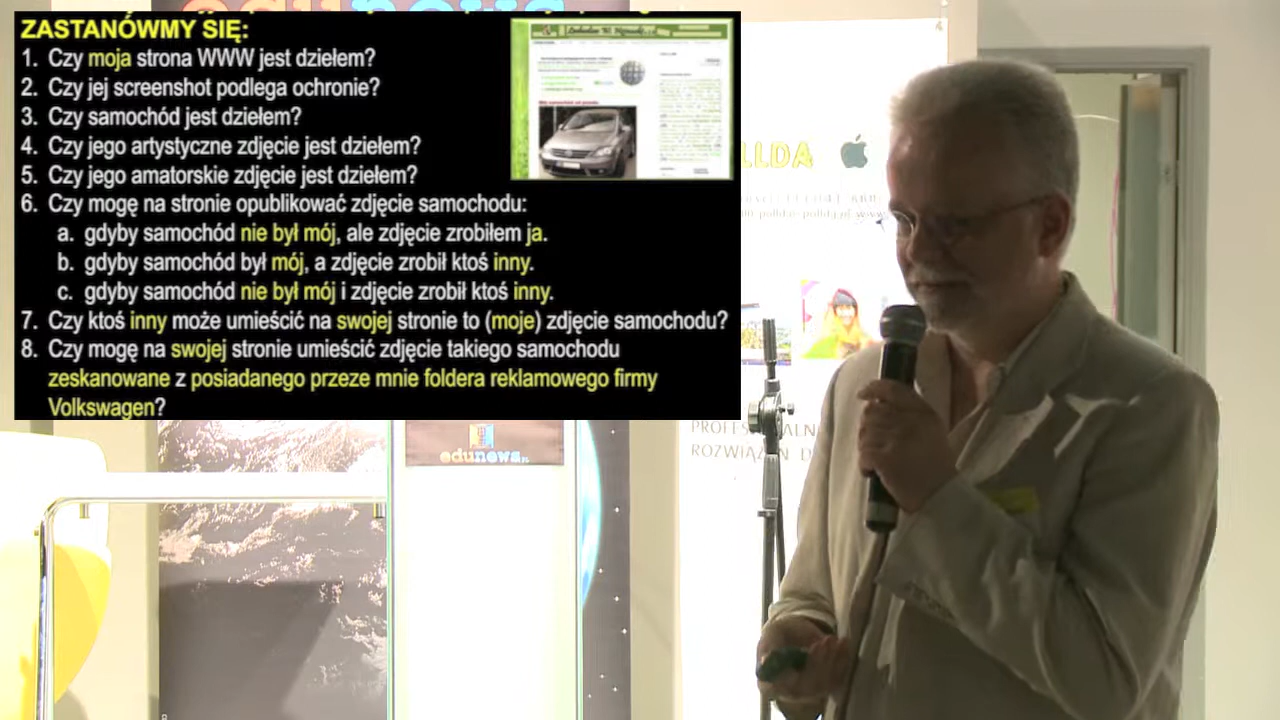 edunews
ZASTANÓWMY SIĘ:
1. Czy moja strona WWW jest dziełem?
2. Czy jej screenshot podlega ochronie?
3. Czy samochód jest dziełem?
4. Czy jego artystyczne zdjęcie jest dziełem?
5. Czy jego amatorskie zdjęcie jest dziełem?
6. Czy mogę na stronie opublikować zdjęcie samochodu:
a. gdyby samochód nie był mój, ale zdjęcie zrobiłem ja.
b. gdyby samochód był mój, a zdjęcie zrobił ktoś inny.
c. gdyby samochód nie był mój i zdjęcie zrobił ktoś inny.
7. Czy ktoś inny może umieścić na swojej stronie to (moje) zdjęcie samochodu?
8. Czy mogę na swojej stronie umieścić zdjęcie takiego samochodu
zeskanowane z posiadanego przeze mnie foldera reklamowego firmy
Volkswagen?
LLDA
PROFESJONALN
ROZWIĄZAN D
edunews.pl